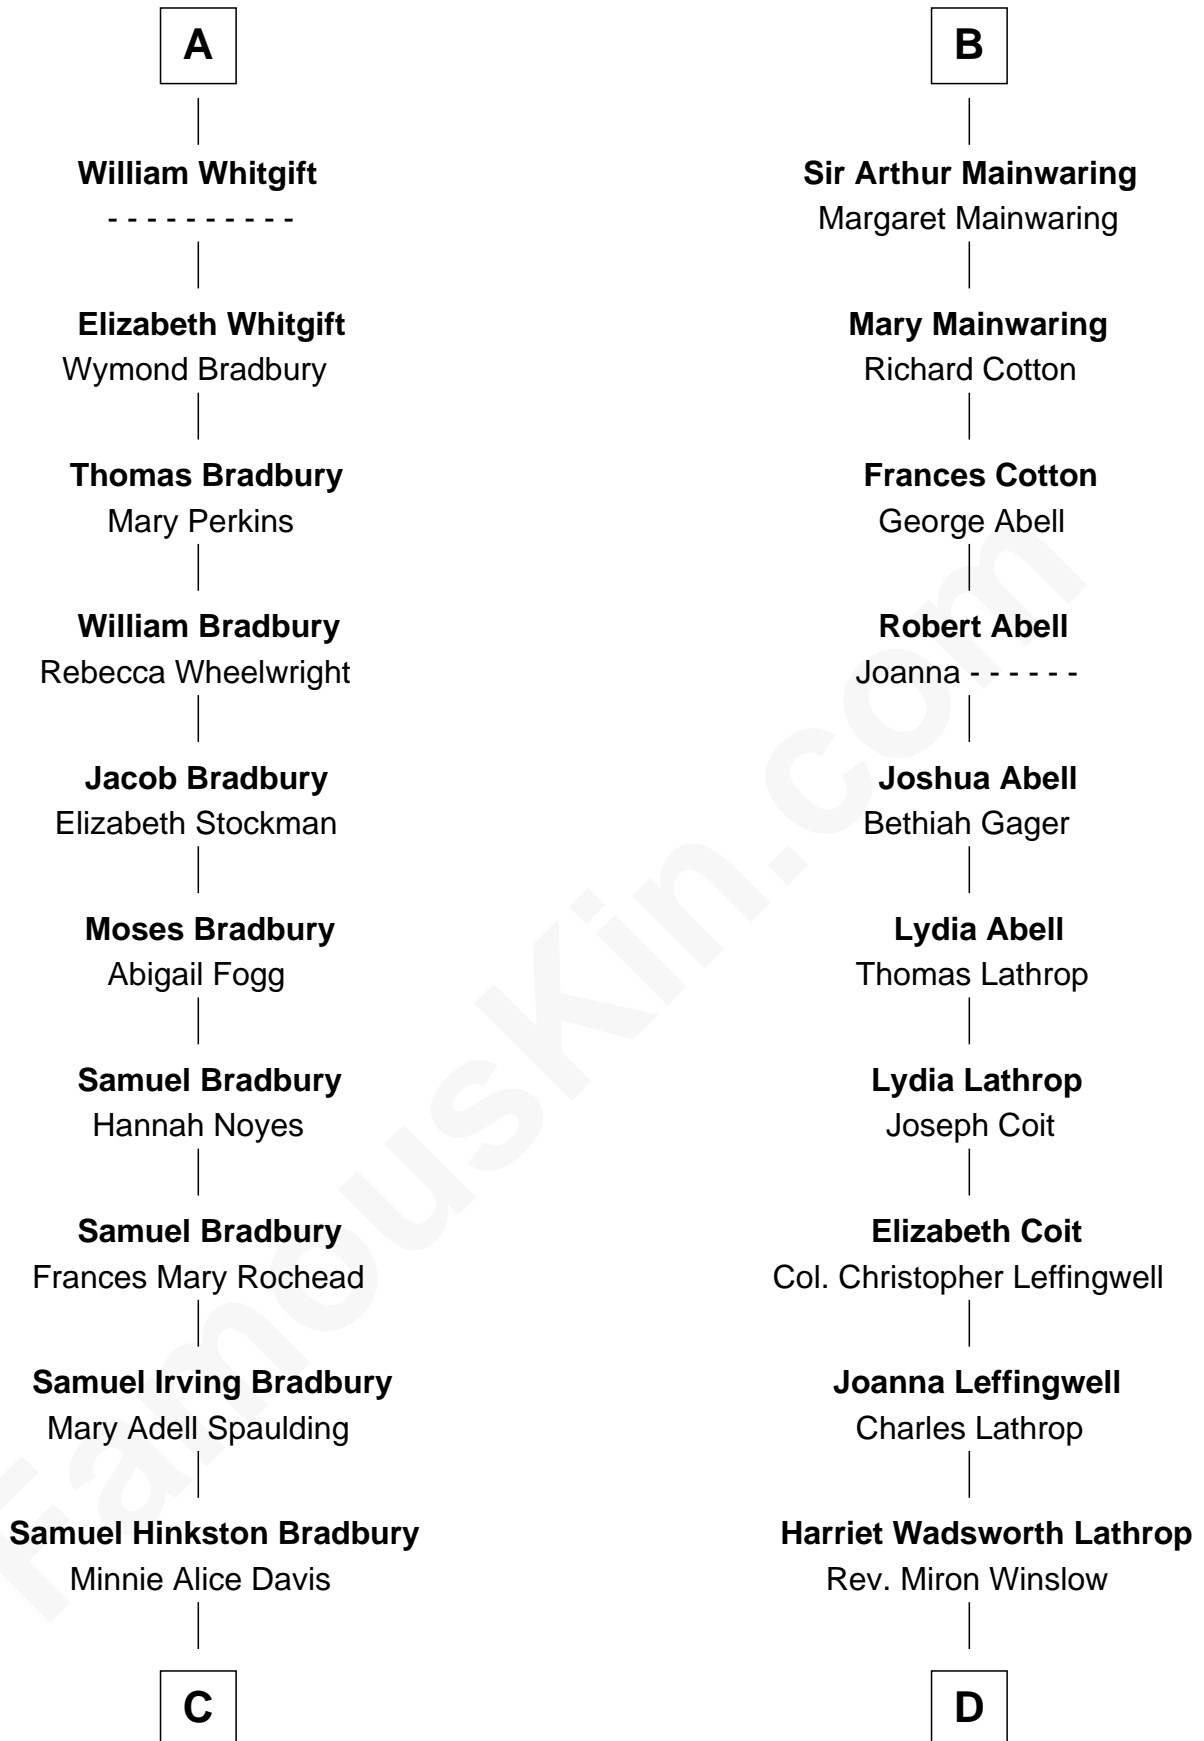 A
William Whitgift
- - - - - - - - - -
Elizabeth Whitgift
Wymond Bradbury
Thomas Bradbury
Mary Perkins
William Bradbury
Rebecca Wheelwright
Jacob Bradbury
Elizabeth Stockman
Moses Bradbury
Abigail Fogg
Samuel Bradbury
Hannah Noyes
Samuel Bradbury
Frances Mary Rochead
Samuel Irving Bradbury
Mary Adell Spaulding
Samuel Hinkston Bradbury
Minnie Alice Davis
C
B
Sir Arthur Mainwaring
Margaret Mainwaring
Mary Mainwaring
Richard Cotton
Frances Cotton
George Abell
Robert Abell
Joanna - - - - - -
Joshua Abell
Bethiah Gager
Lydia Abell
Thomas Lathrop
Lydia Lathrop
Joseph Coit
Elizabeth Coit
Col. Christopher Leffingwell
Joanna Leffingwell
Charles Lathrop
Harriet Wadsworth Lathrop
Rev. Miron Winslow
D
FamousKin.com